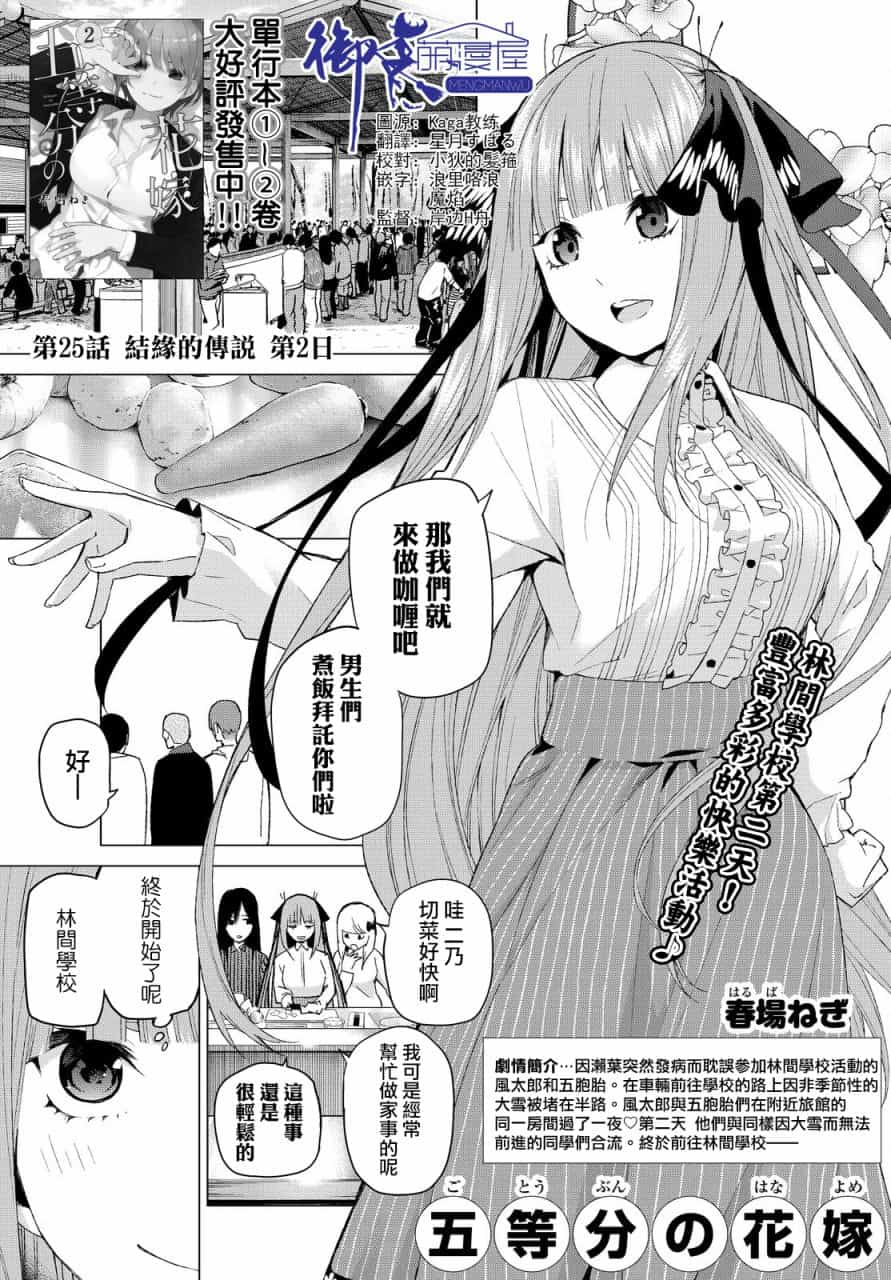 御萌漫屋
MENGMANWU
單行本①~②卷
大好評發售中!!
②
五等分の
花嫁
春場ねぎ
圖源:Kaga教练
翻譯:星月すばる
校對:小狄的髮箍
嵌字:浪里咯浪
魔焰
監督:岸边H舟
第25話 結緣的傳説 第2日
那我們就
來做咖喱吧
男生們
煮飯拜託你們啦
好ー
林間學校第二天!
豐富多彩的快樂活動♪
哇 二乃
切菜好快啊
我可是經常
幫忙做家事的呢
這種事
還是
很輕鬆的
終於開始了呢
林間學校
はる ば
春場ねぎ
劇情簡介…因瀨葉突然發病而耽誤參加林間學校活動的
風太郎和五胞胎。在車輛前往學校的路上因非季節性的
大雪被堵在半路。風太郎與五胞胎們在附近旅館的
同一房間過了一夜♡第二天 他們與同樣因大雪而無法
前進的同學們合流。終於前往林間學校——
ご とう ぶん はな よめ
五等分の花嫁